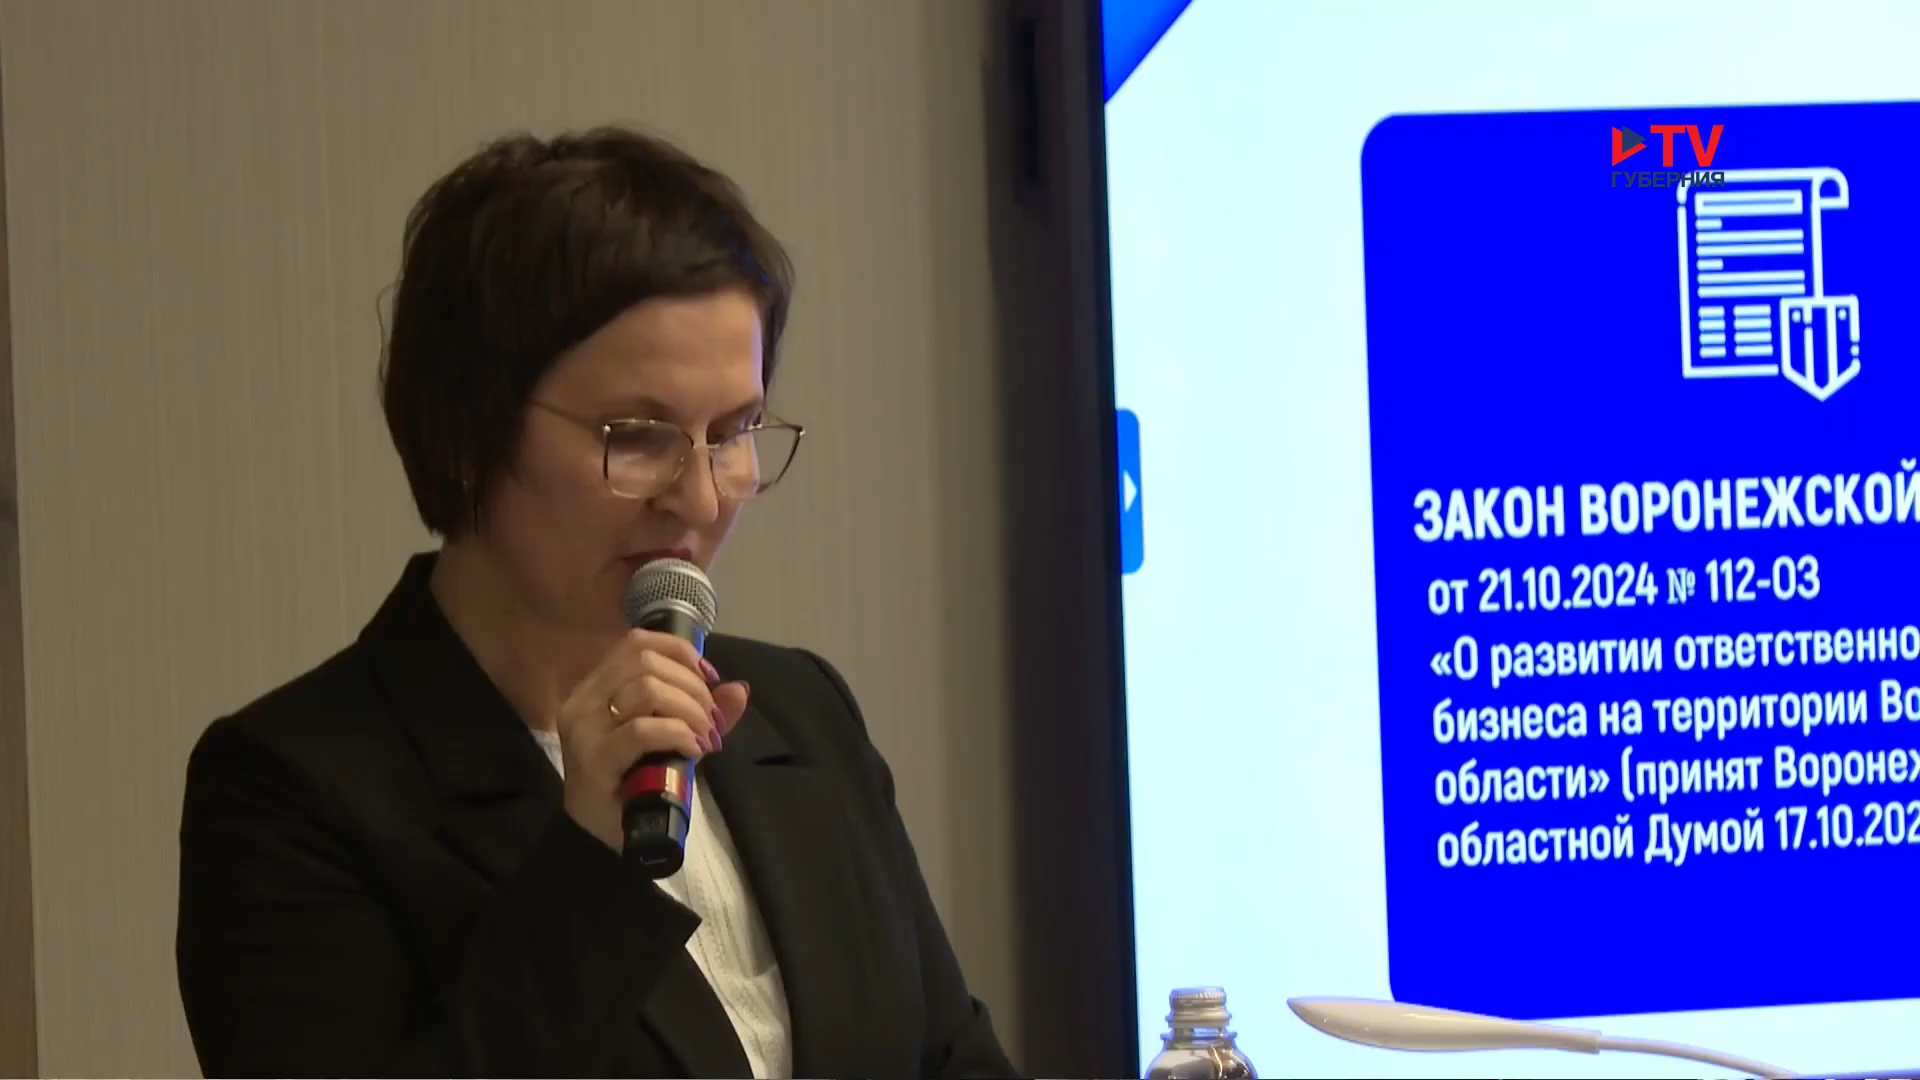 TV
ГУБЕРНИЯ
ЗАКОН ВОРОНЕЖСКОЙ
от 21.10.2024 № 112-ОЗ
«О развитии ответственно
бизнеса на территории Во
области» (принят Воронеж
областной Думой 17.10.202